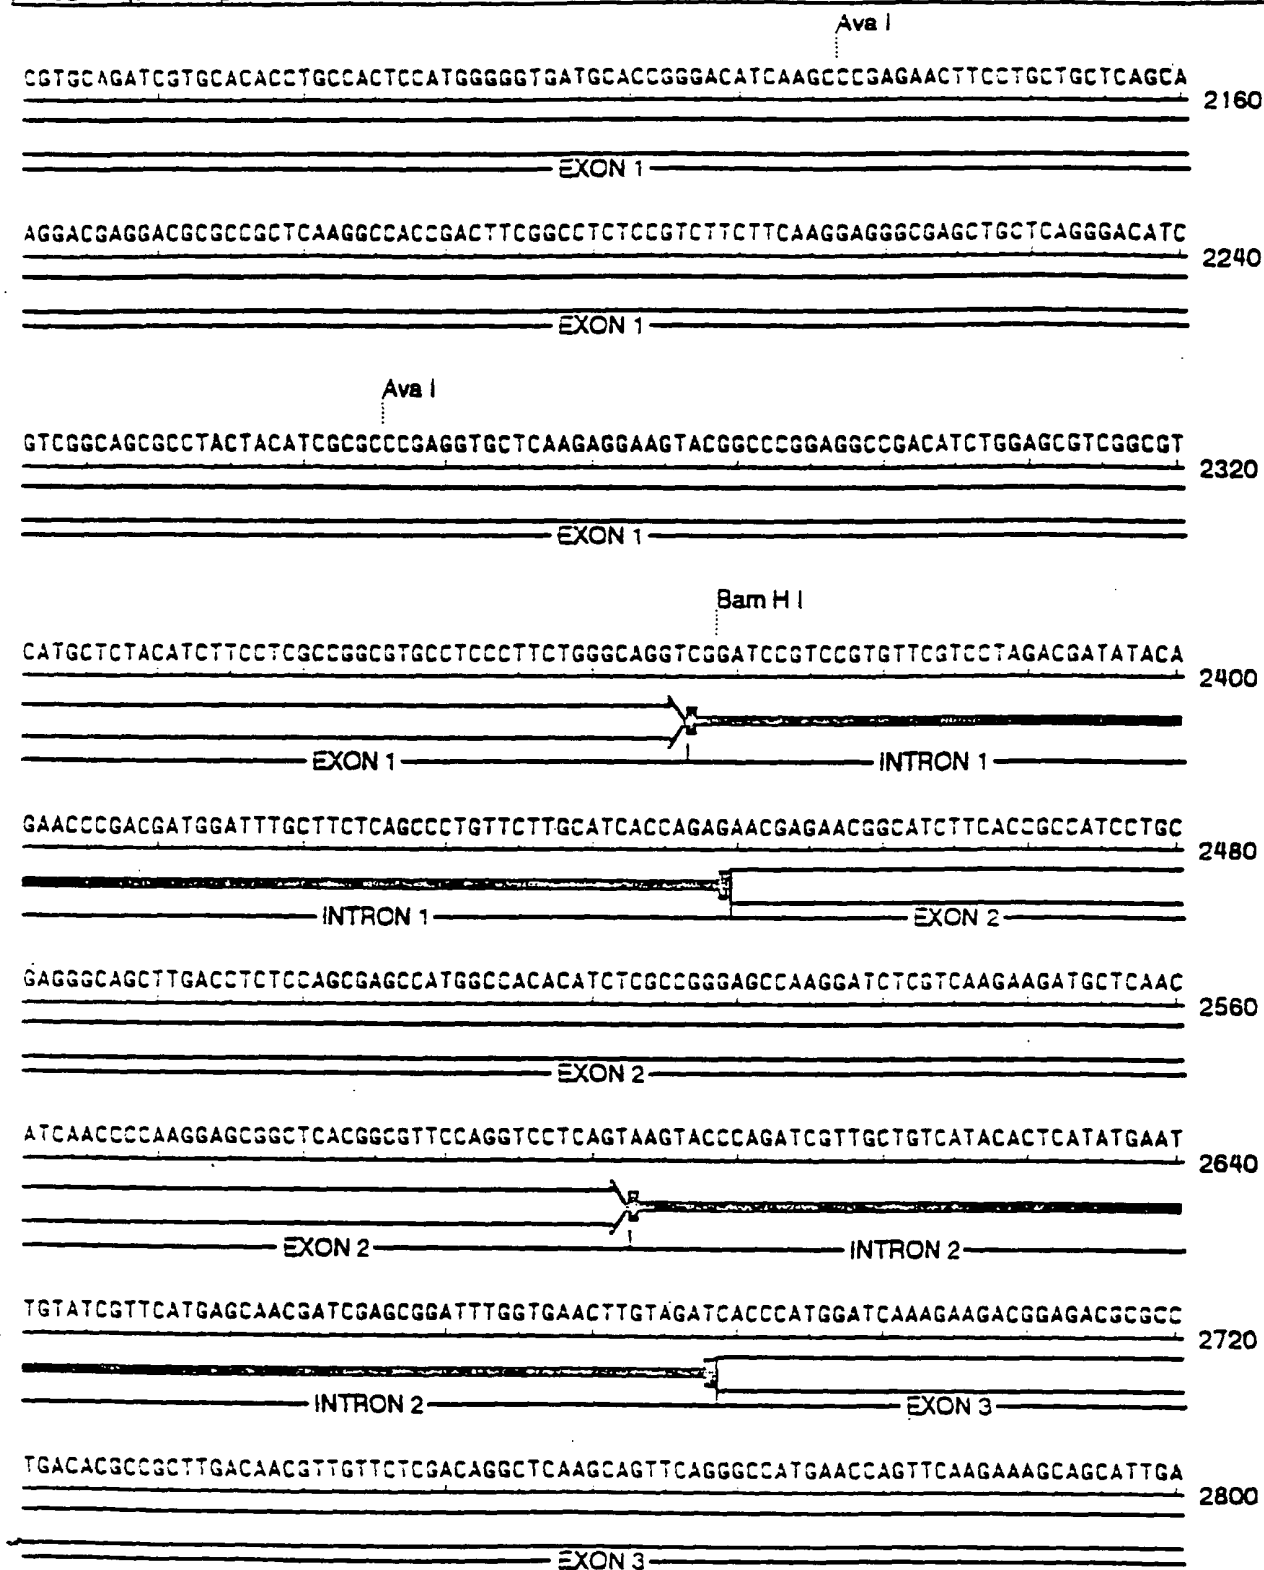 Ava I
CGTGCAGATCGTGCACACCTGCCACTCCATGGGGGTGATGCACCGGGACATCAAGCCCGAGAACTTCCTGCTGCTCAGCA
2160
EXON 1
AGGACGAGGACGCGCCGCTCAAGGCCACCGACTTCGGCCTCTCCGTCTTCTTCAAGGAGGGCGAGCTGCTCAGGGACATC
2240
EXON 1
Ava I
GTCGGCAGCGCCTACTACATCGCGCCCGAGGTGCTCAAGAGGAAGTACGGCCCGGAGGCCGACATCTGGAGCGTCGGCGT
2320
EXON 1
Bam H I
CATGCTCTACATCTTCCTCGCCGGCGTGCCTCCCTTCTGGGCAGGTCGGATCCGTCCGTGTTCGTCCTAGACGATATACA
2400
EXON 1 INTRON 1
GAACCCGACGATGGATTTGCTTCTCAGCCCTGTTCTTGCATCACCAGAGAACGAGAACGGCATCTTCACCGCCATCCTGC
2480
INTRON 1 EXON 2
GAGGGCAGCTTGACCTCTCCAGCGAGCCATGGCCACACATCTCGCCGGGAGCCAAGGATCTCGTCAAGAAGATGCTCAAC
2560
EXON 2
ATCAACCCCAAGGAGCGGCTCACGGCGTTCCAGGTCCTCAGTAAGTACCCAGATCGTTGCTGTCATACACTCATATGAAT
2640
EXON 2 INTRON 2
TGTATCGTTCATGAGCAACGATCGAGCGGATTTGGTGAACTTGTAGATCACCCATGGATCAAAGAAGACGGAGACGCGCC
2720
INTRON 2 EXON 3
TGACACGCCGCTTGACAACGTTGTTCTCGACAGGCTCAAGCAGTTCAGGGCCATGAACCAGTTCAAGAAAGCAGCATTGA
2800
EXON 3